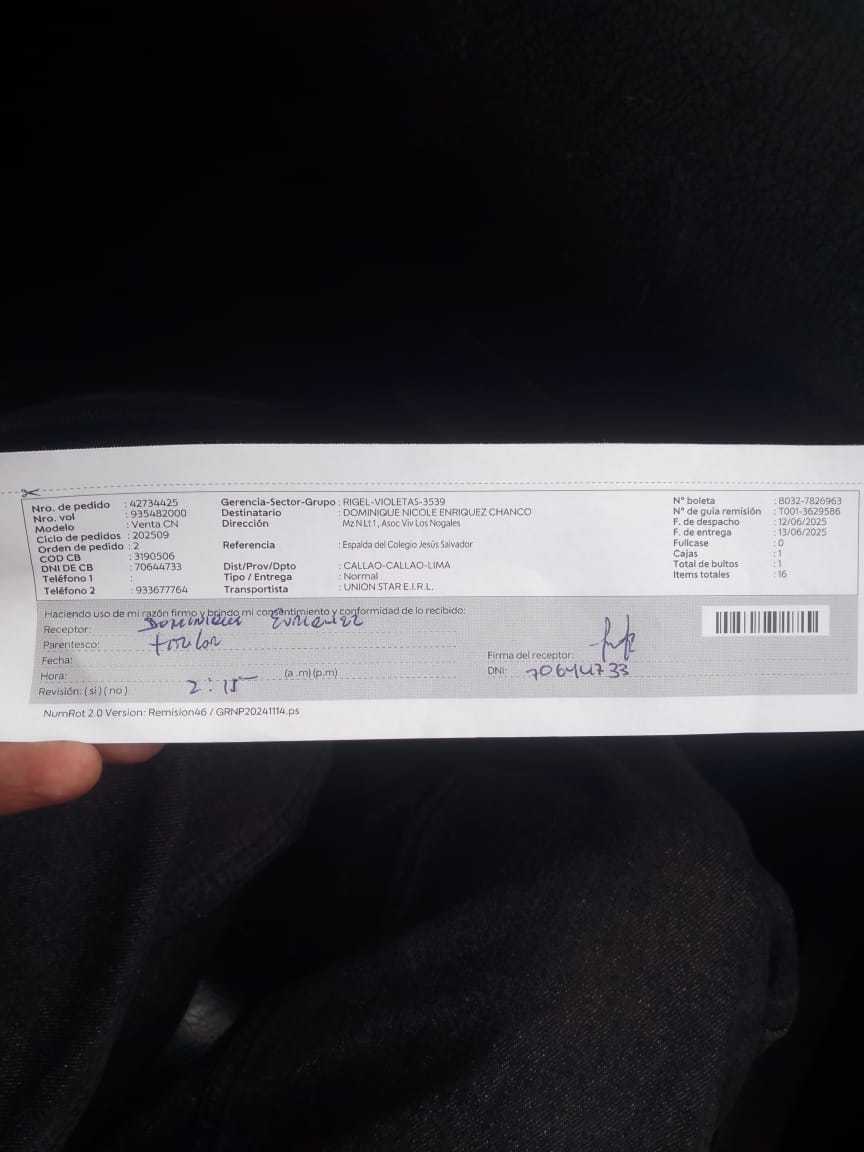 Nro. de pedido : 42734425
Nro. vol : 935482000
Modelo : Venta CN
Ciclo de pedidos : 202509
Orden de pedido : 2
COD CB : 3190506
DNI DE CB : 70644733
Teléfono 1 :
Teléfono 2 : 933677764
Gerencia-Sector-Grupo : RIGEL-VIOLETAS-3539
Destinatario : DOMINIQUE NICOLE ENRIQUEZ CHANCO
Dirección Mz N Lt 1 , Asoc Viv Los Nogales
Referencia : Espalda del Colegio Jesús Salvador
Dist/Prov/Dpto : CALLAO-CALLAO-LIMA
Tipo / Entrega : Normal
Transportista : UNION STAR E.I.R.L.
N° boleta : B032-7826963
N° de guía remisión : T001-3629586
F. de despacho : 12/06/2025
F. de entrega : 13/06/2025
Fullcase : 0
Cajas : 1
Total de bultos : 1
Items totales : 16
Haciendo uso de mi razón firmo y brindo mi consentimiento y conformidad de lo recibido:
Receptor:
Parentesco: titular
Fecha:
Hora: 2:15 (a .m) (p.m)
Revisión: ( si ) ( no )
Firma del receptor:
DNI: 70644733
NumRot 2.0 Version: Remision46 / GRNP20241114.ps